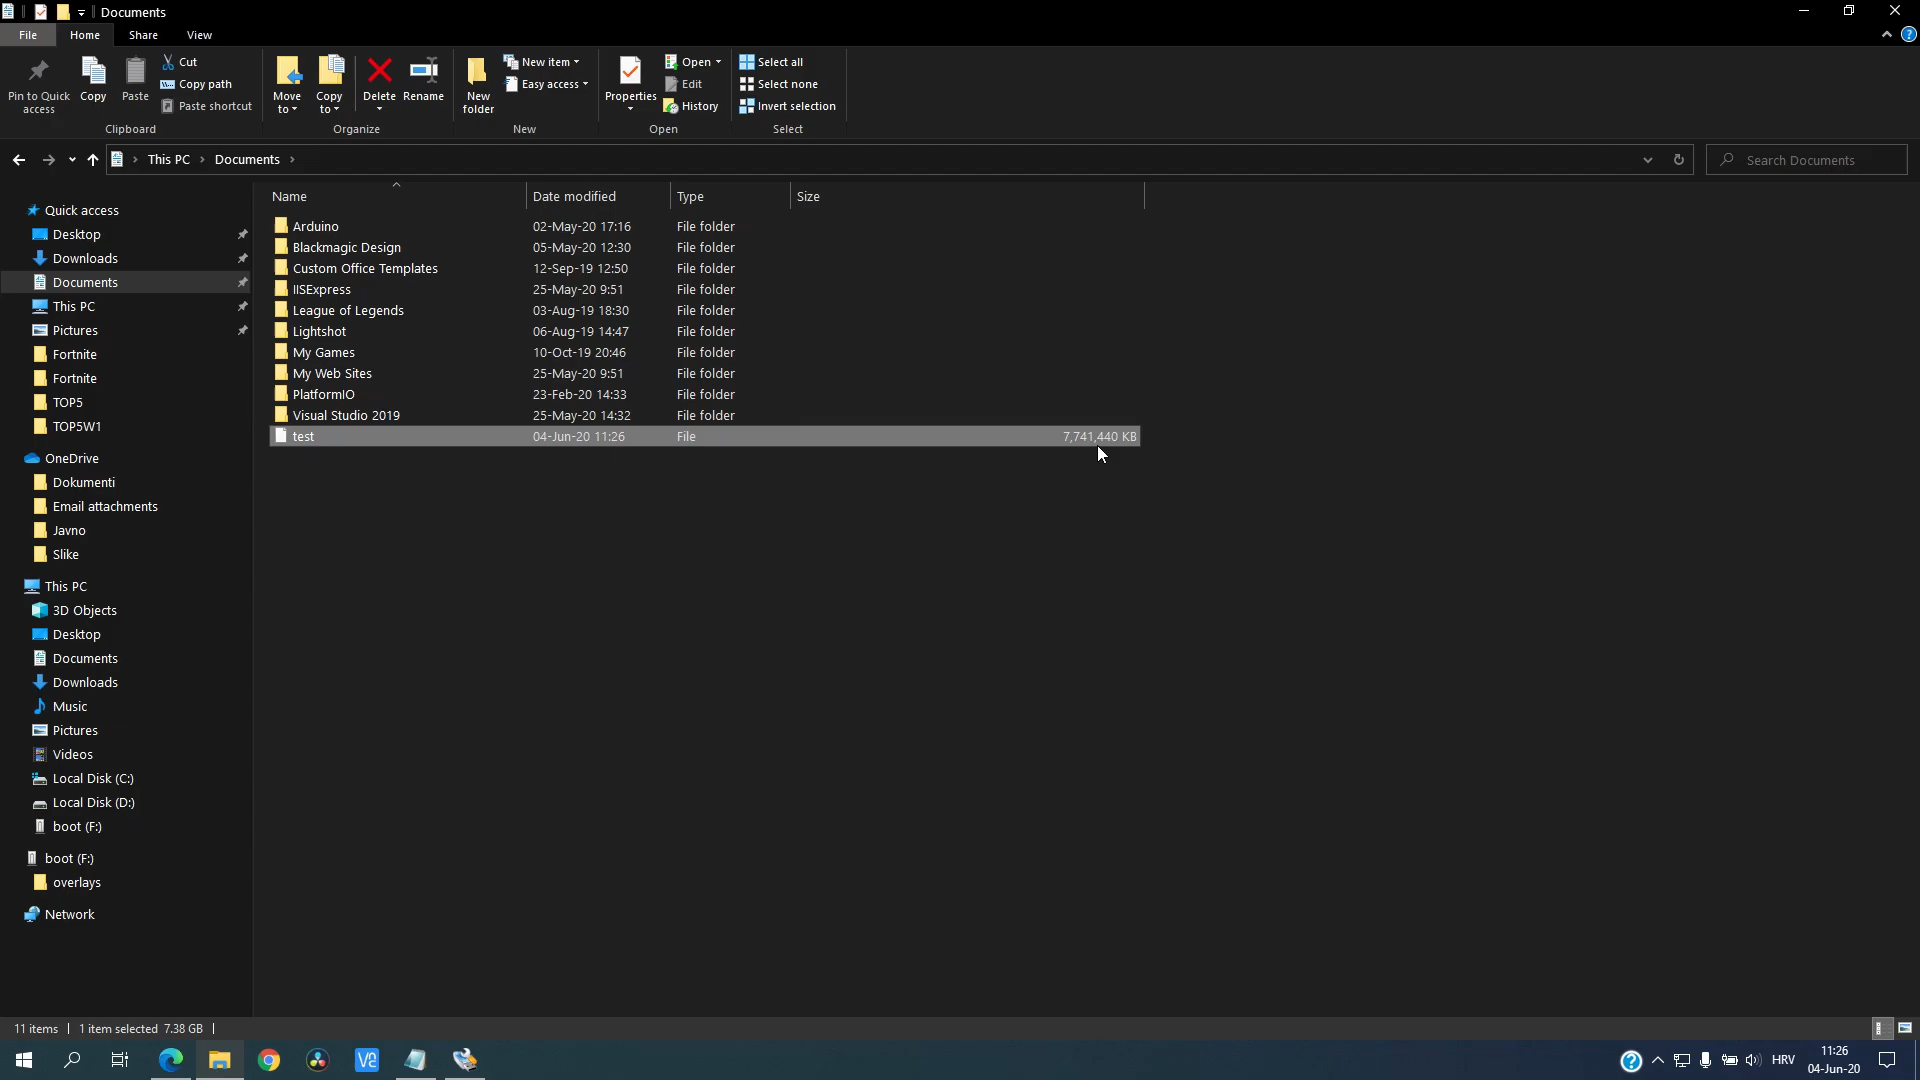 Documents
File Home Share View
Pin to Quick access
Copy
Paste
Cut
Copy path
Paste shortcut
Clipboard
Move to
Copy to
Delete
Rename
Organize
New folder
New item
Easy access
New
Properties
Open
Edit
History
Open
Select all
Select none
Invert selection
Select
This PC Documents
Search Documents
Quick access
Desktop
Downloads
Documents
This PC
Pictures
Fortnite
Fortnite
TOP5
TOP5W1
OneDrive
Dokumenti
Email attachments
Javno
Slike
This PC
3D Objects
Desktop
Documents
Downloads
Music
Pictures
Videos
Local Disk (C:)
Local Disk (D:)
boot (F:)
boot (F:)
overlays
Network
Name Date modified Type Size
Arduino 02-May-20 17:16 File folder
Blackmagic Design 05-May-20 12:30 File folder
Custom Office Templates 12-Sep-19 12:50 File folder
IISExpress 25-May-20 9:51 File folder
League of Legends 03-Aug-19 18:30 File folder
Lightshot 06-Aug-19 14:47 File folder
My Games 10-Oct-19 20:46 File folder
My Web Sites 25-May-20 9:51 File folder
PlatformIO 23-Feb-20 14:33 File folder
Visual Studio 2019 25-May-20 14:32 File folder
test 04-Jun-20 11:26 File 7,741,440 KB
11 items 1 item selected 7.38 GB
HRV
11:26
04-Jun-20